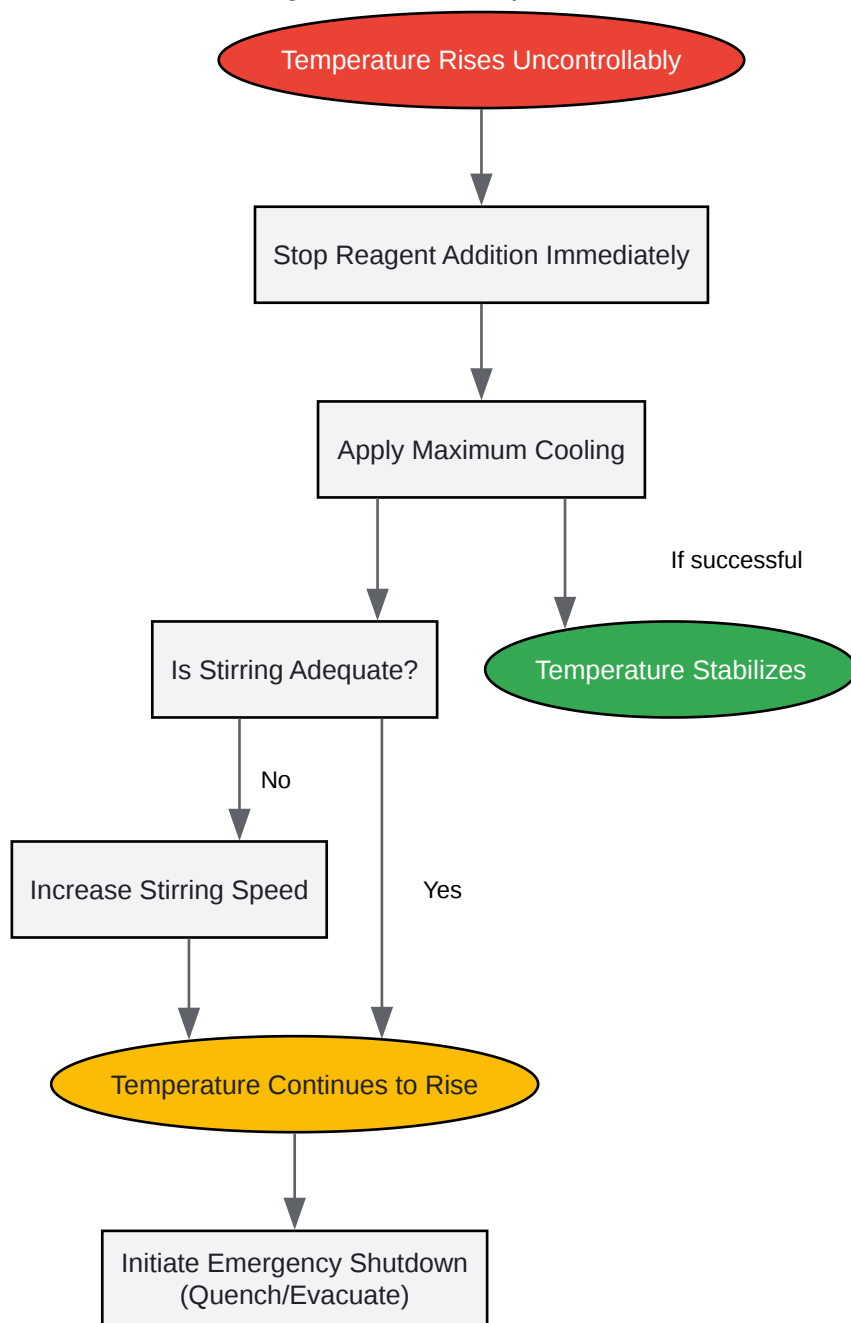 Temperature Rises Uncontrollably
Stop Reagent Addition Immediately
Apply Maximum Cooling
If successful
Is Stirring Adequate?
Temperature Stabilizes
No
Increase Stirring Speed
Yes
Temperature Continues to Rise
Initiate Emergency Shutdown
(Quench/Evacuate)